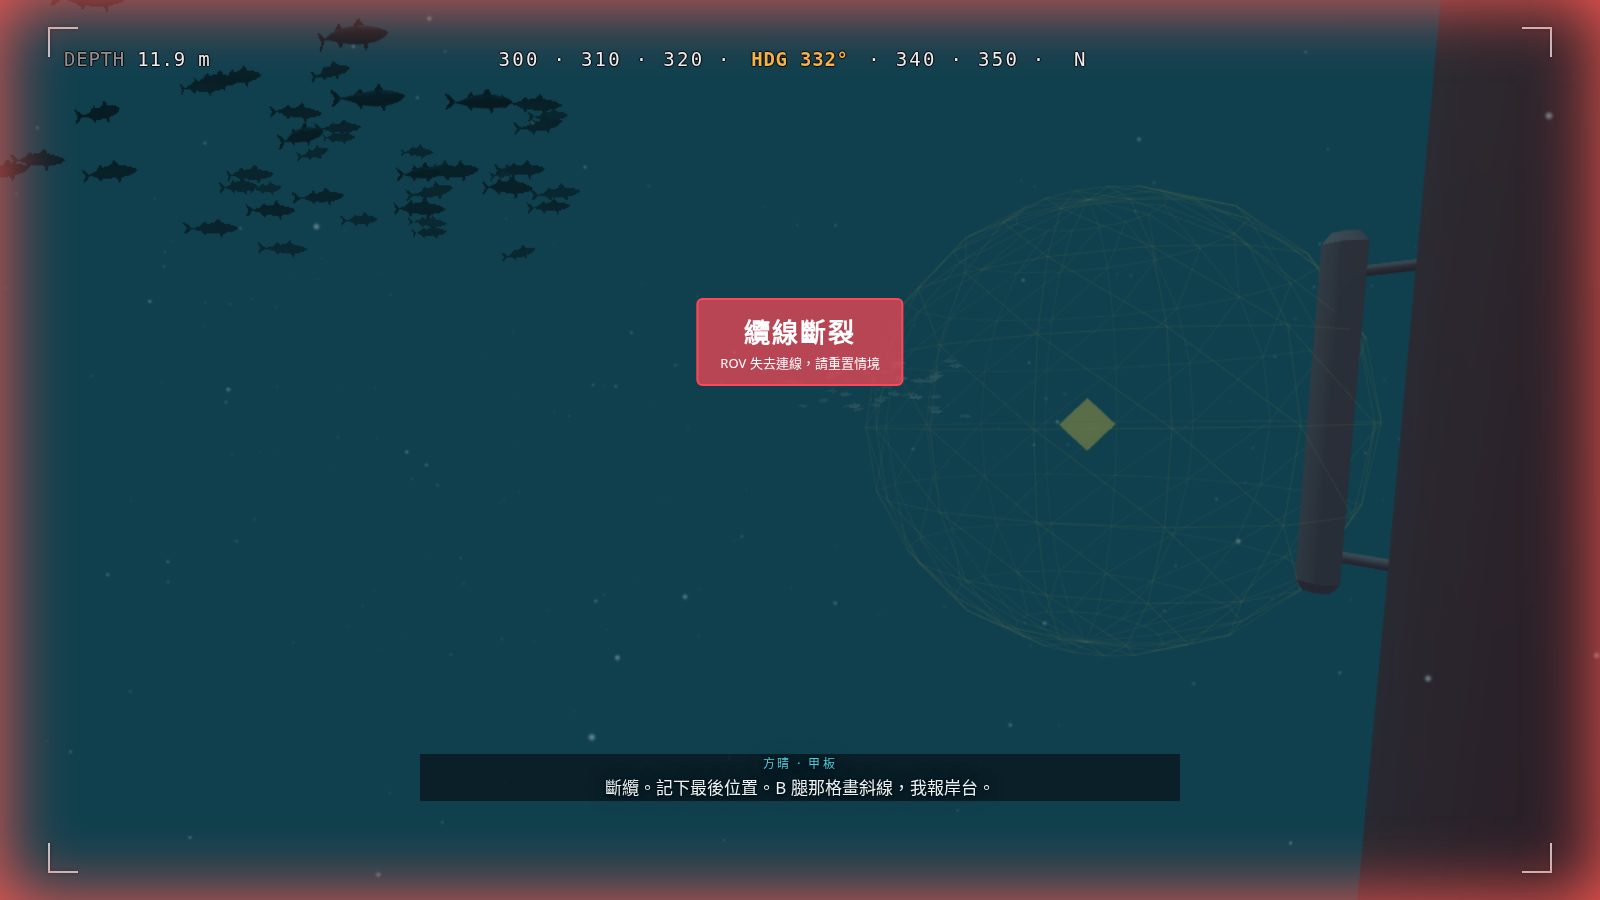 DEPTH 11.9 m
300 · 310 · 320 · HDG 332° · 340 · 350 · N
纜線斷裂
ROV 失去連線，請重置情境
方晴 · 甲板
斷纜。記下最後位置。B 腿那格畫斜線，我報岸台。